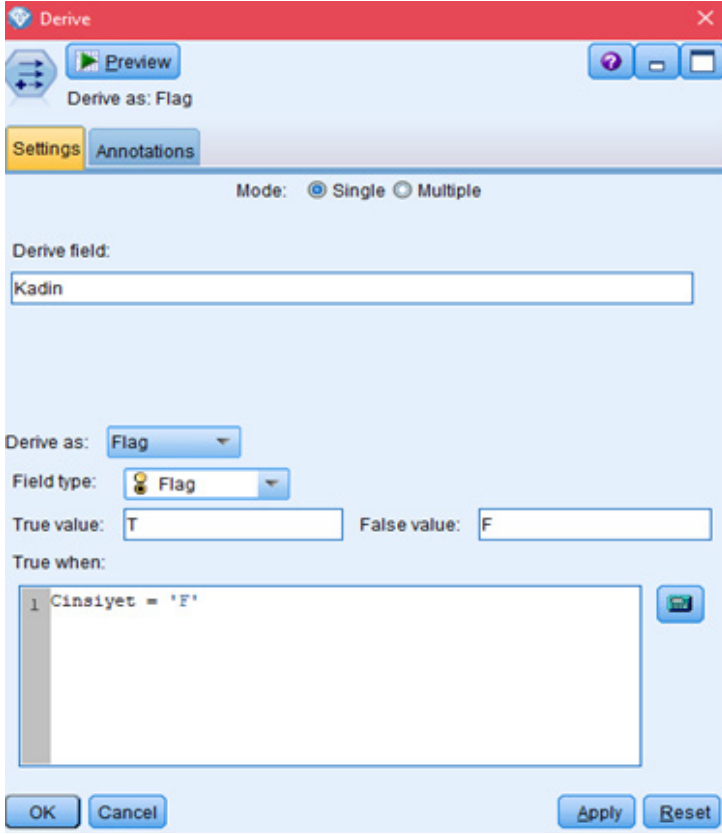 Derive
Preview
Derive as: Flag
Settings Annotations
Mode: Single Multiple
Derive field:
Kadin
Derive as: Flag
Field type: Flag
True value: T False value: F
True when:
1 Cinsiyet = 'F'
OK Cancel Apply Reset